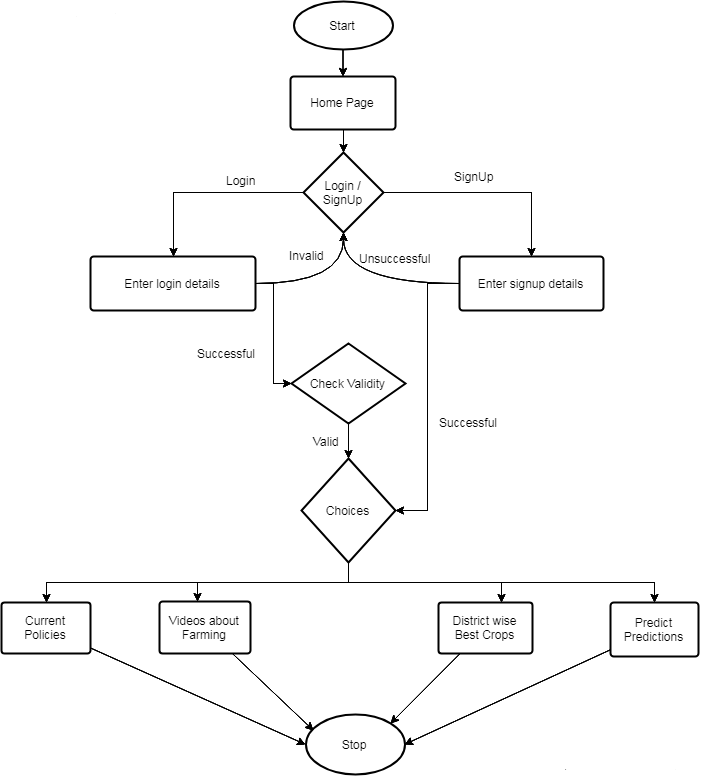 Start
Home Page
Login /
SignUp
Login
SignUp
Invalid
Unsuccessful
Enter login details
Enter signup details
Successful
Check Validity
Successful
Valid
Choices
Current
Policies
Videos about
Farming
District wise
Best Crops
Predict
Predictions
Stop